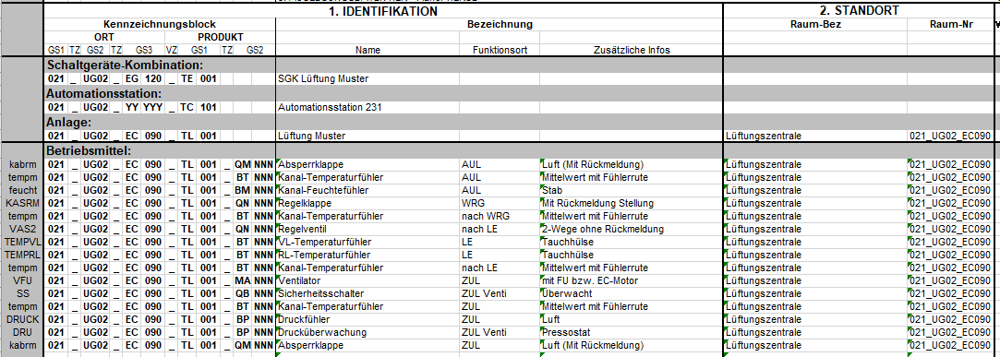 1. IDENTIFIKATION 2. STANDORT
Kennzeichnungsblock Bezeichnung Raum-Bez Raum-Nr
ORT PRODUKT
GS1 TZ GS2 TZ GS3 VZ GS1 TZ GS2 Name Funktionsort Zusätzliche Infos
Schaltgeräte-Kombination:
021 _ UG02 _ EG 120 _ TE 001 SGK Lüftung Muster
Automationsstation:
021 _ UG02 _ YY YYY _ TC 101 Automationsstation 231
Anlage:
021 _ UG02 _ EC 090 _ TL 001 Lüftung Muster Lüftungszentrale 021_UG02_EC090
Betriebsmittel:
kabrm 021 _ UG02 _ EC 090 _ TL 001 _ QM NNN Absperrklappe AUL Luft (Mit Rückmeldung) Lüftungszentrale 021_UG02_EC090
tempm 021 _ UG02 _ EC 090 _ TL 001 _ BT NNN Kanal-Temperaturfühler AUL Mittelwert mit Fühlerrute Lüftungszentrale 021_UG02_EC090
feucht 021 _ UG02 _ EC 090 _ TL 001 _ BM NNN Kanal-Feuchtefühler AUL Stab Lüftungszentrale 021_UG02_EC090
KASRM 021 _ UG02 _ EC 090 _ TL 001 _ QN NNN Regelklappe WRG Mit Rückmeldung Stellung Lüftungszentrale 021_UG02_EC090
tempm 021 _ UG02 _ EC 090 _ TL 001 _ BT NNN Kanal-Temperaturfühler nach WRG Mittelwert mit Fühlerrute Lüftungszentrale 021_UG02_EC090
VAS2 021 _ UG02 _ EC 090 _ TL 001 _ QN NNN Regelventil nach LE 2-Wege ohne Rückmeldung Lüftungszentrale 021_UG02_EC090
TEMPVL 021 _ UG02 _ EC 090 _ TL 001 _ BT NNN VL-Temperaturfühler LE Tauchhülse Lüftungszentrale 021_UG02_EC090
TEMPRL 021 _ UG02 _ EC 090 _ TL 001 _ BT NNN RL-Temperaturfühler LE Tauchhülse Lüftungszentrale 021_UG02_EC090
tempm 021 _ UG02 _ EC 090 _ TL 001 _ BT NNN Kanal-Temperaturfühler nach LE Mittelwert mit Fühlerrute Lüftungszentrale 021_UG02_EC090
VFU 021 _ UG02 _ EC 090 _ TL 001 _ MA NNN Ventilator ZUL mit FU bzw. EC-Motor Lüftungszentrale 021_UG02_EC090
SS 021 _ UG02 _ EC 090 _ TL 001 _ QB NNN Sicherheitsschalter ZUL Venti Überwacht Lüftungszentrale 021_UG02_EC090
tempm 021 _ UG02 _ EC 090 _ TL 001 _ BT NNN Kanal-Temperaturfühler ZUL Mittelwert mit Fühlerrute Lüftungszentrale 021_UG02_EC090
DRUCK 021 _ UG02 _ EC 090 _ TL 001 _ BP NNN Druckfühler ZUL Luft Lüftungszentrale 021_UG02_EC090
DRU 021 _ UG02 _ EC 090 _ TL 001 _ BP NNN Drucküberwachung ZUL Venti Pressostat Lüftungszentrale 021_UG02_EC090
kabrm 021 _ UG02 _ EC 090 _ TL 001 _ QM NNN Absperrklappe ZUL Luft (Mit Rückmeldung) Lüftungszentrale 021_UG02_EC090